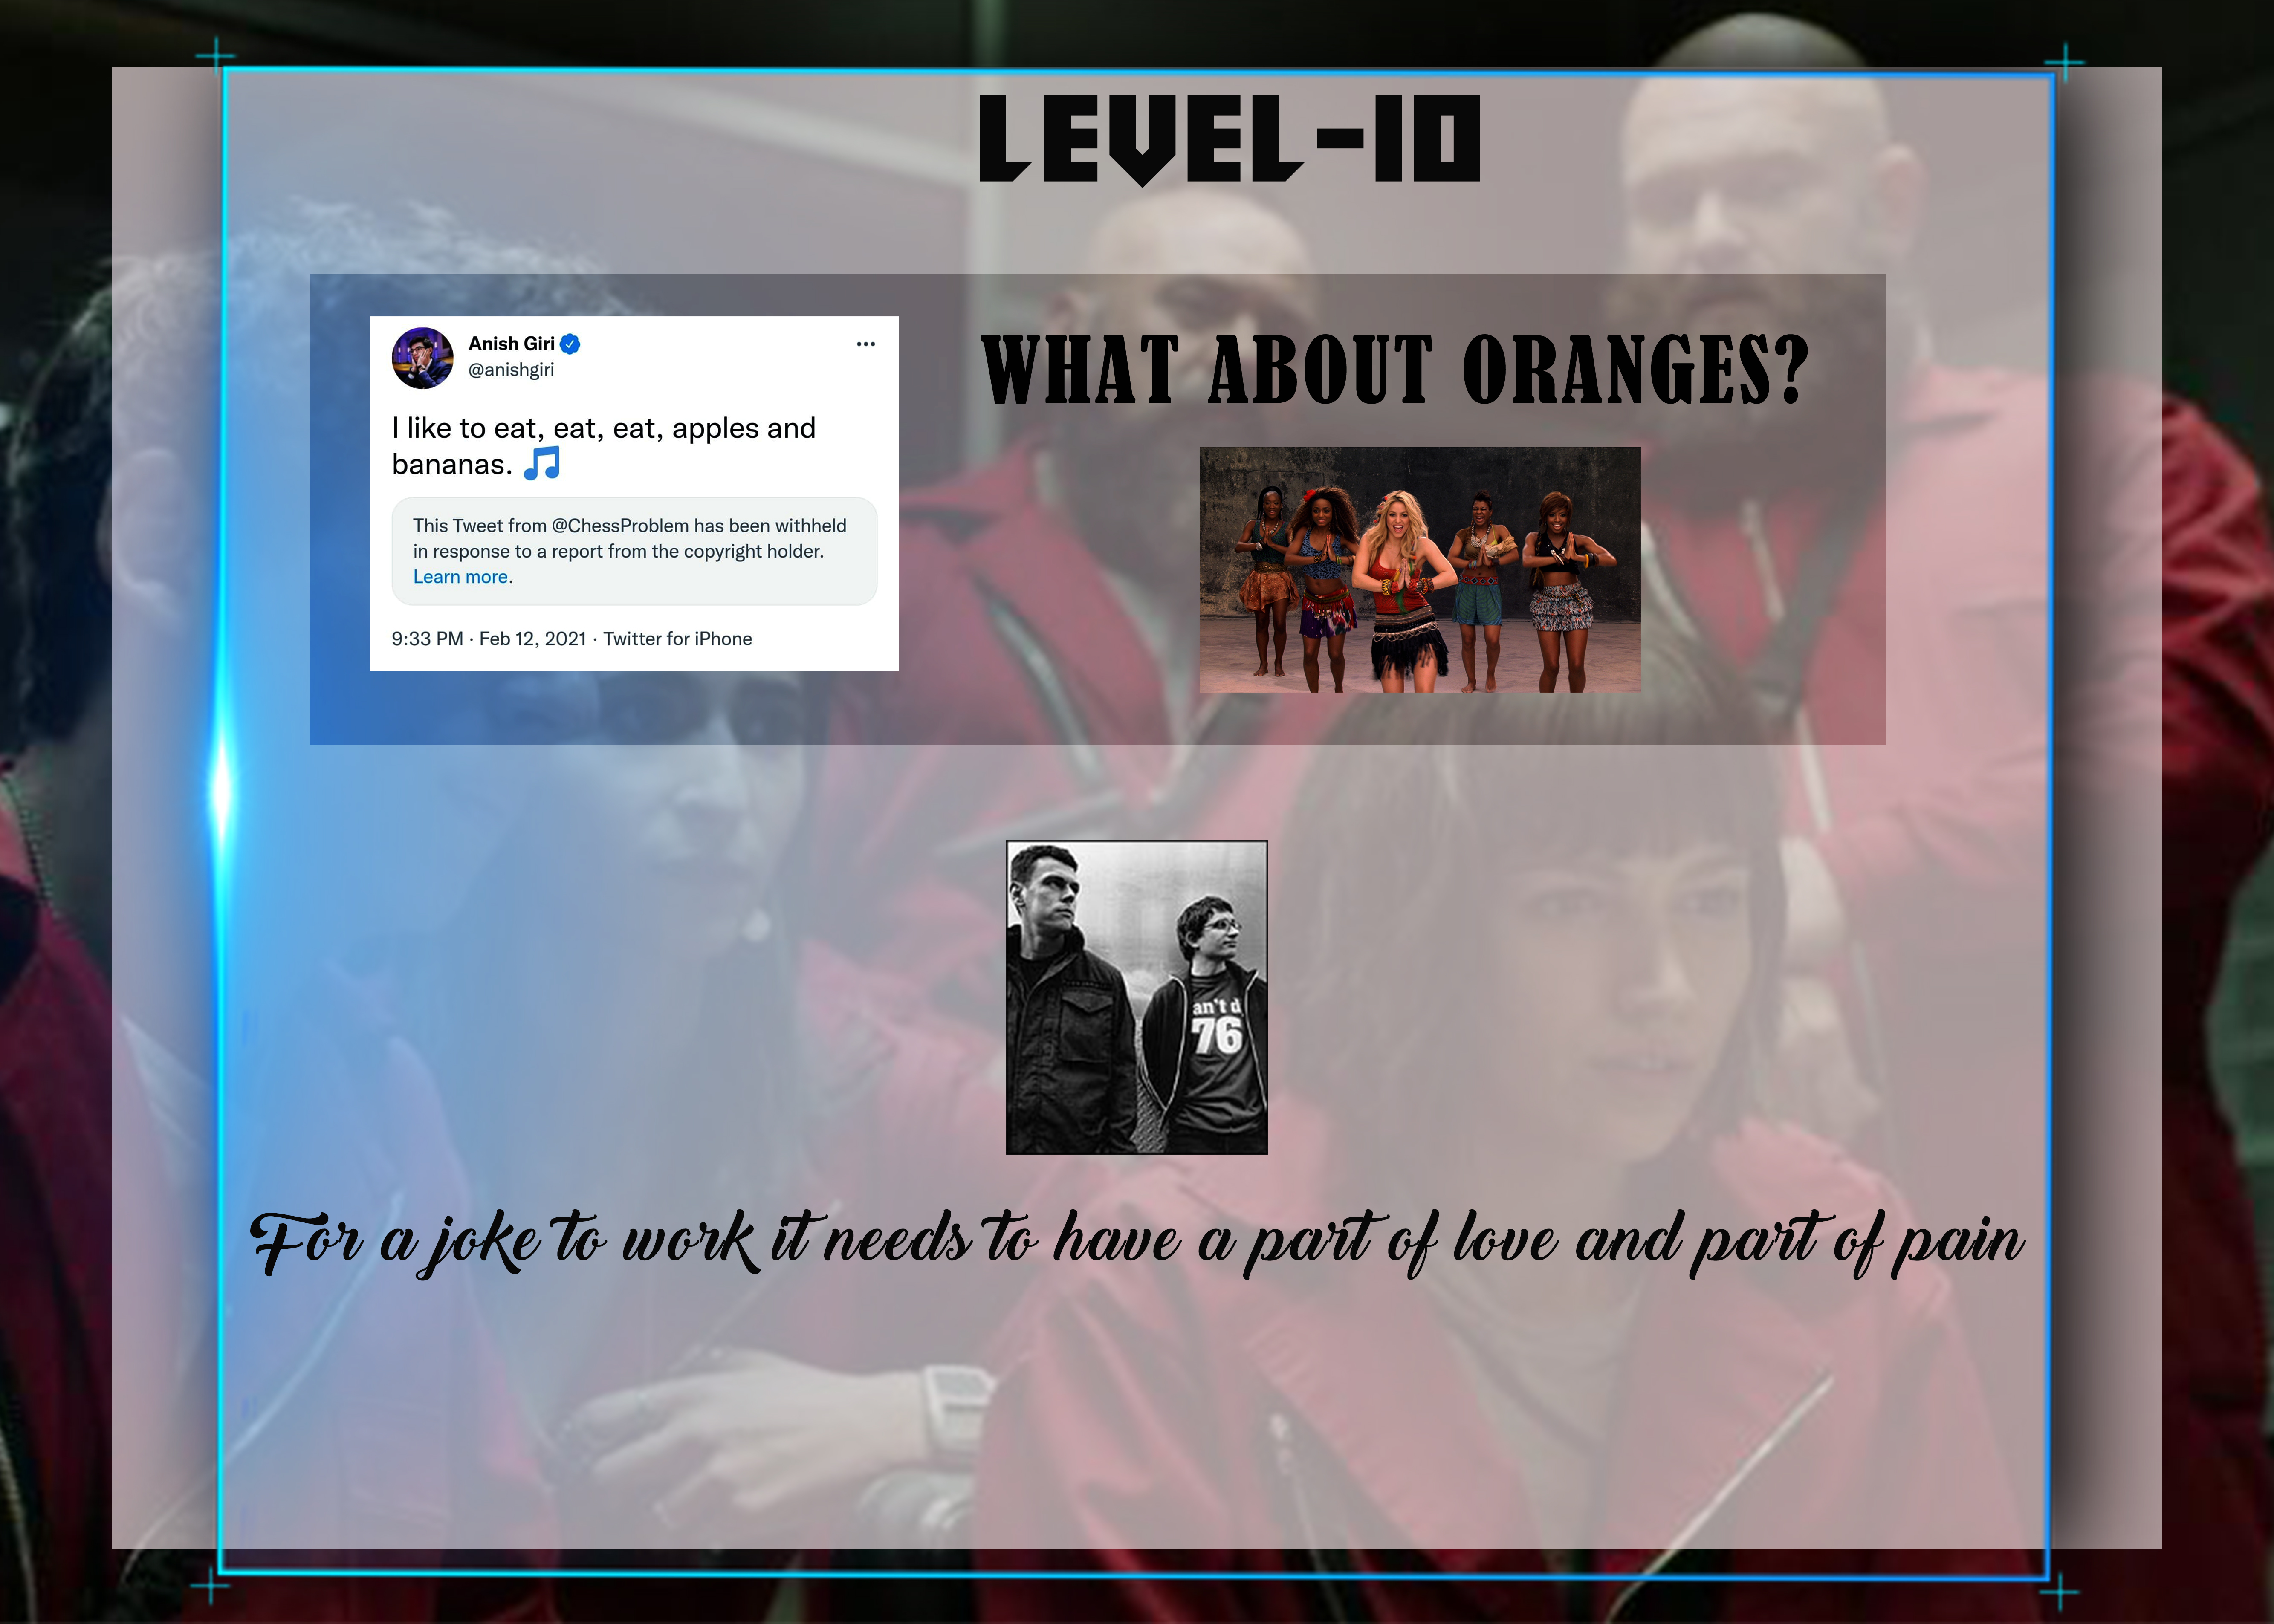 LEVEL-10
Anish Giri
@anishgiri
I like to eat, eat, eat, apples and
bananas. 🎵
This Tweet from @ChessProblem has been withheld
in response to a report from the copyright holder.
Learn more.
9:33 PM · Feb 12, 2021 · Twitter for iPhone
WHAT ABOUT ORANGES?
an't d
76
For a joke to work it needs to have a part of love and part of pain